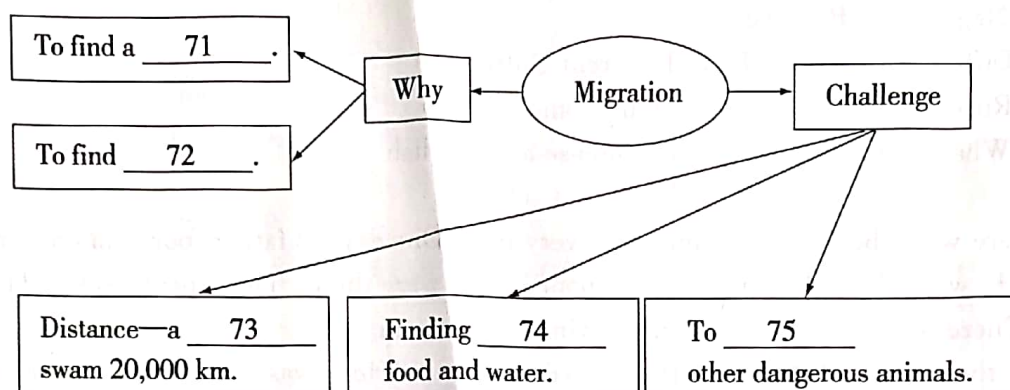 To find a 71 .
Why
Migration
Challenge
To find 72 .
Distance—a 73
swam 20,000 km.
Finding 74
food and water.
To 75
other dangerous animals.